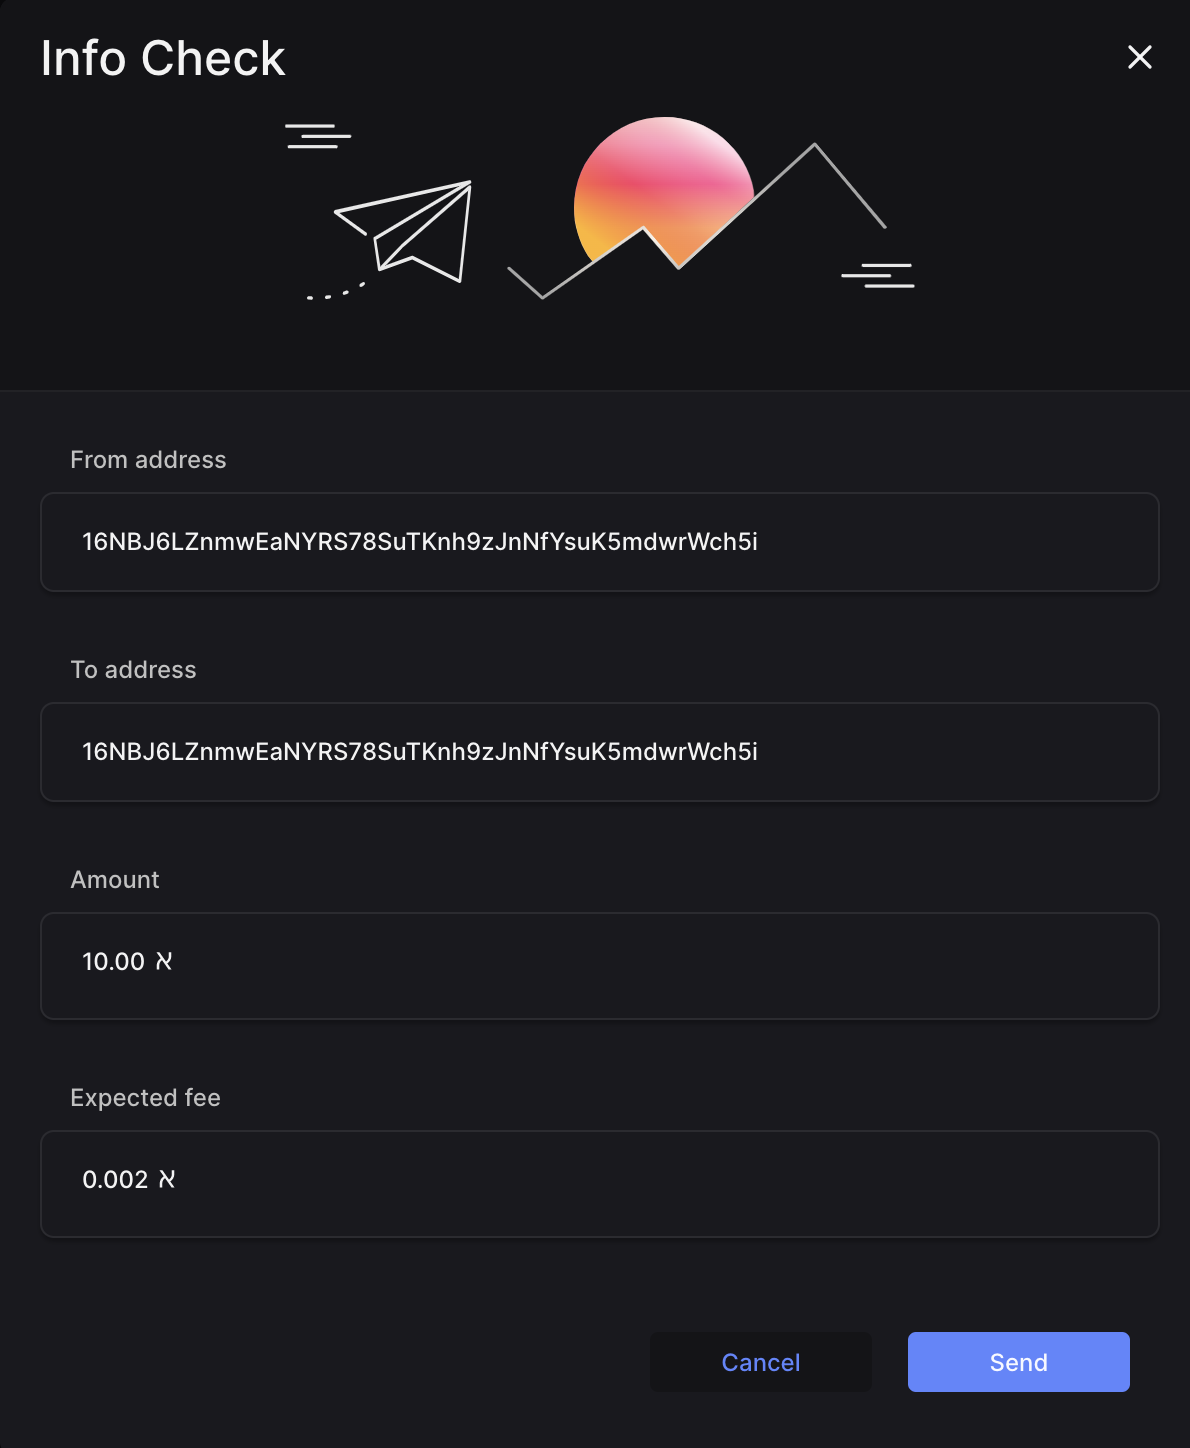 Info Check
From address
16NBJ6LZnmwEaNYRS78SuTKnh9zJnNfYsuK5mdwrWch5i
To address
16NBJ6LZnmwEaNYRS78SuTKnh9zJnNfYsuK5mdwrWch5i
Amount
10.00 ℵ
Expected fee
0.002 ℵ
Cancel
Send